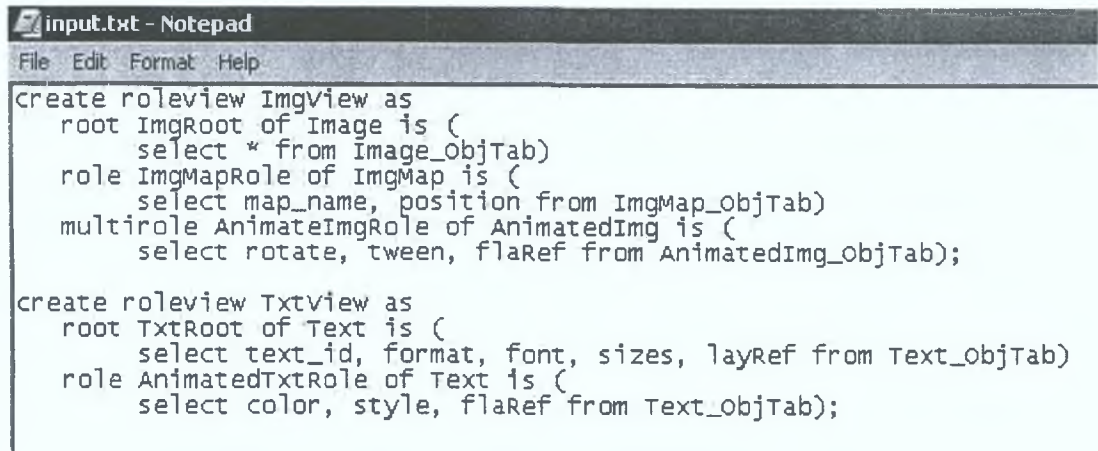 input.txt - Notepad
File Edit Format Help
create roleview ImgView as
root ImgRoot of Image is (
select * from Image_ObjTab)
role ImgMapRole of ImgMap is (
select map_name, position from ImgMap_ObjTab)
multirole AnimateImgRole of AnimatedImg is (
select rotate, tween, flaRef from AnimatedImg_ObjTab);
create roleview TxtView as
root TxtRoot of Text is (
select text_id, format, font, sizes, layRef from Text_ObjTab)
role AnimatedTxtRole of Text is (
select color, style, flaRef from Text_ObjTab);